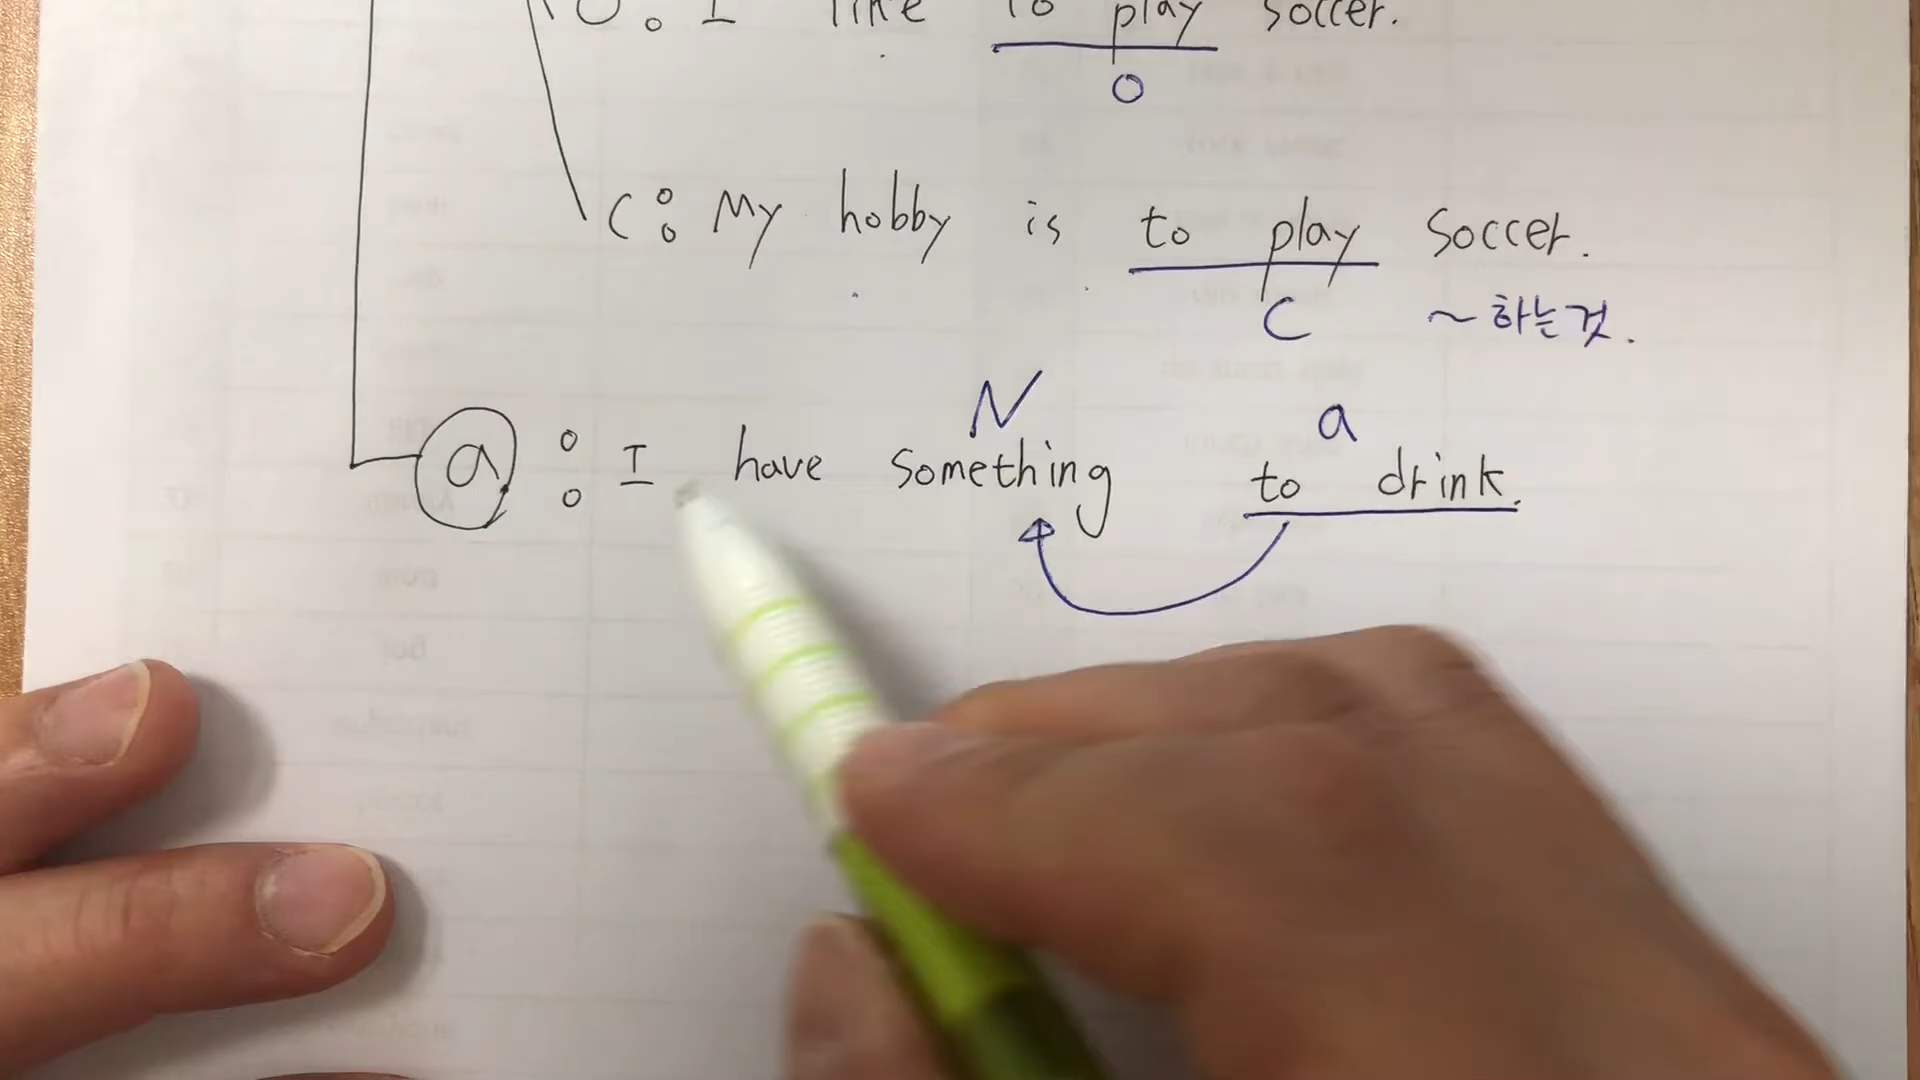 O: I like to play soccer.
O
C: My hobby is to play soccer.
C ~하는것.
N a
a : I have something to drink.